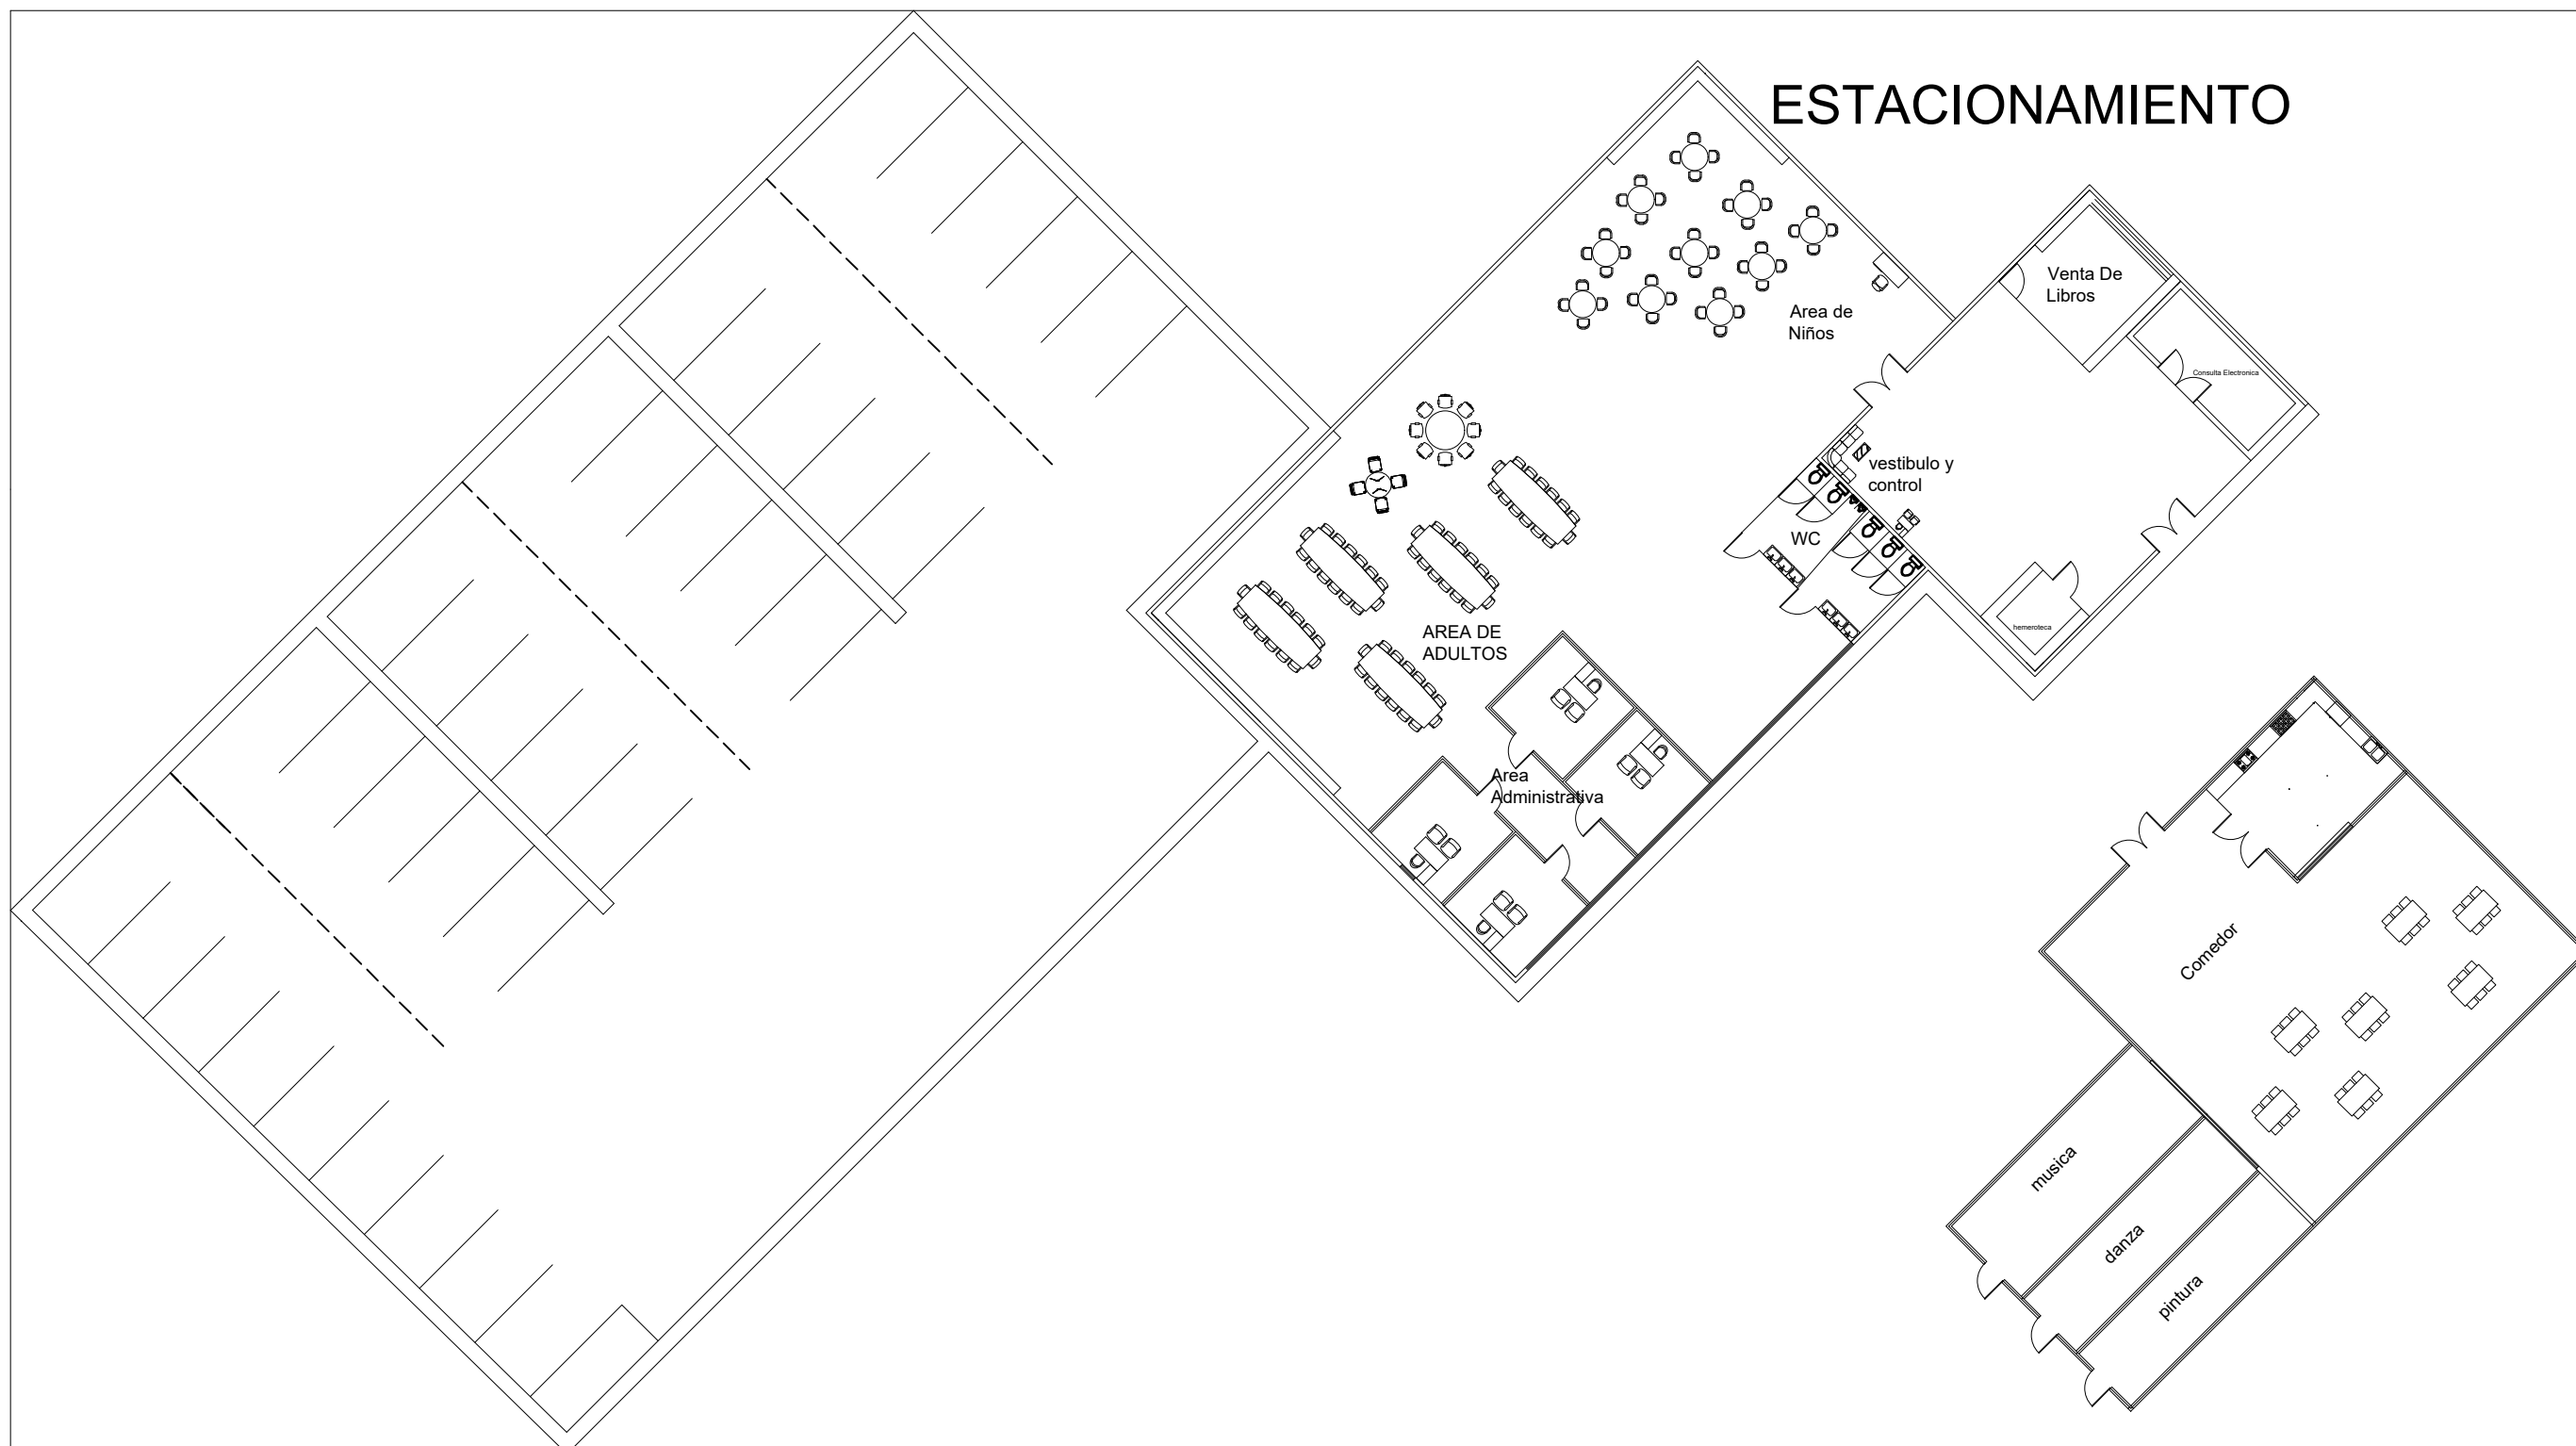 ESTACIONAMIENTO
Venta De
Libros
Area de
Niños
Consulta Electronica
vestibulo y
control
WC
hemeroteca
AREA DE
ADULTOS
Area
Administrativa
Comedor
musica
danza
pintura